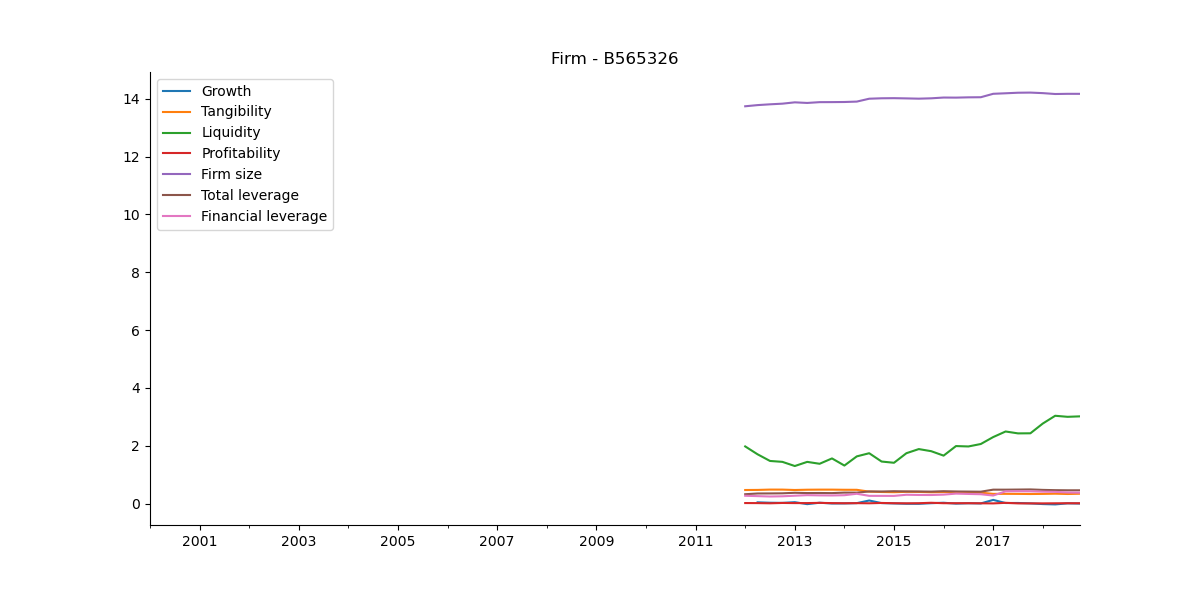 Firm - B565326
Growth
Tangibility
Liquidity
Profitability
Firm size
Total leverage
Financial leverage
14
12
10
8
6
4
2
0
2001 2003 2005 2007 2009 2011 2013 2015 2017